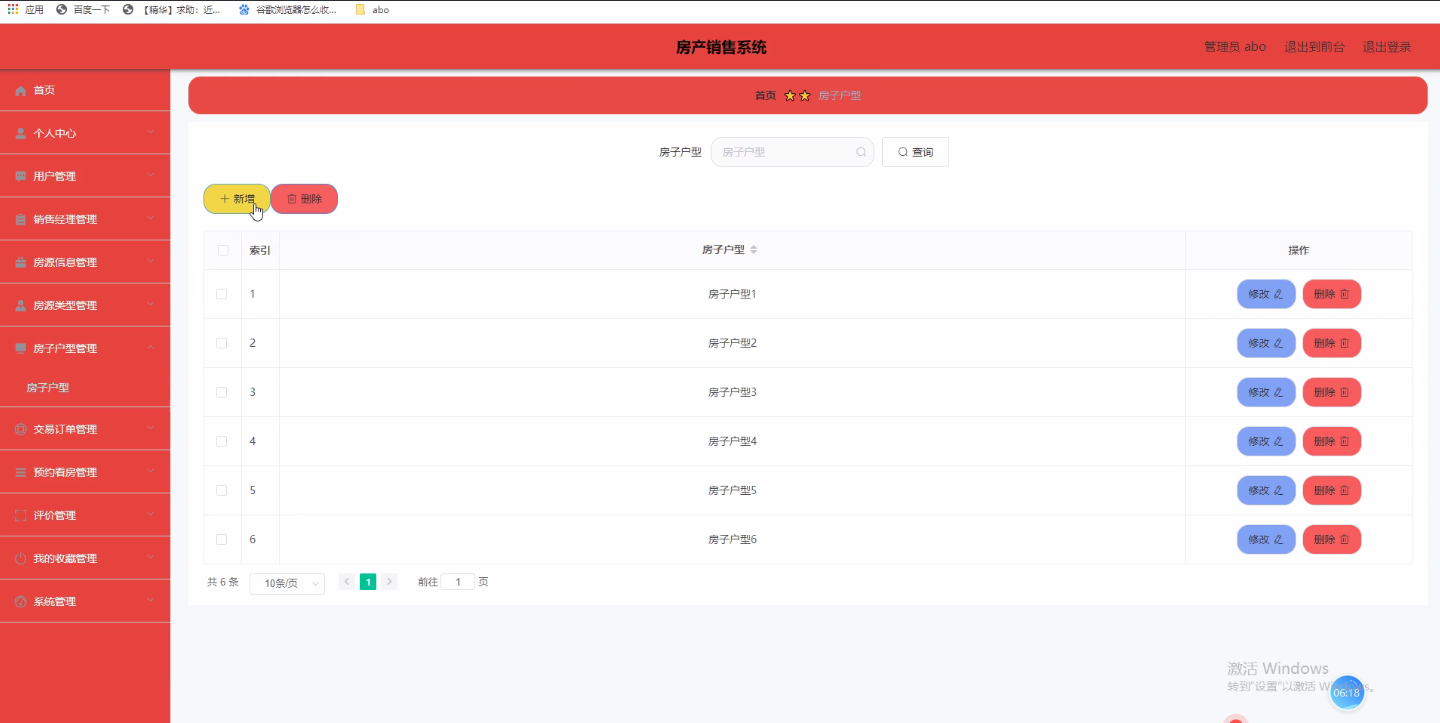 应用 百度一下 【精华】求助：近... 谷歌浏览器怎么收... abo
房产销售系统
管理员 abo 退出到前台 退出登录
首页
个人中心
用户管理
销售经理管理
房源信息管理
房源类型管理
房子户型管理
房子户型
交易订单管理
预约看房管理
评价管理
我的收藏管理
系统管理
首页 房子户型
房子户型 房子户型 查询
新增 删除
索引 房子户型 操作
1 房子户型1 修改 删除
2 房子户型2 修改 删除
3 房子户型3 修改 删除
4 房子户型4 修改 删除
5 房子户型5 修改 删除
6 房子户型6 修改 删除
共 6 条 10条/页 1 前往 1 页
激活 Windows
转到"设置"以激活 W
06:18